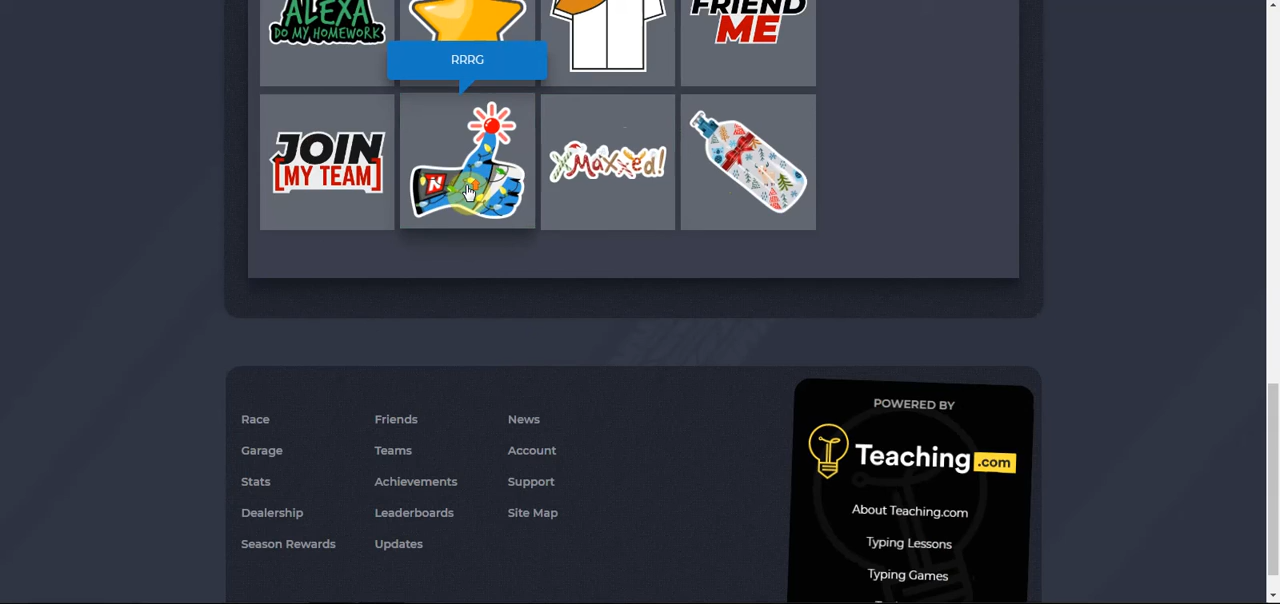 ALEXA
DO MY HOMEWORK
FRIEND
ME
RRRG
JOIN
MY TEAM
N
XMaxxed!
Race
Friends
News
Garage
Teams
Account
Stats
Achievements
Support
Dealership
Leaderboards
Site Map
Season Rewards
Updates
POWERED BY
Teaching.com
About Teaching.com
Typing Lessons
Typing Games